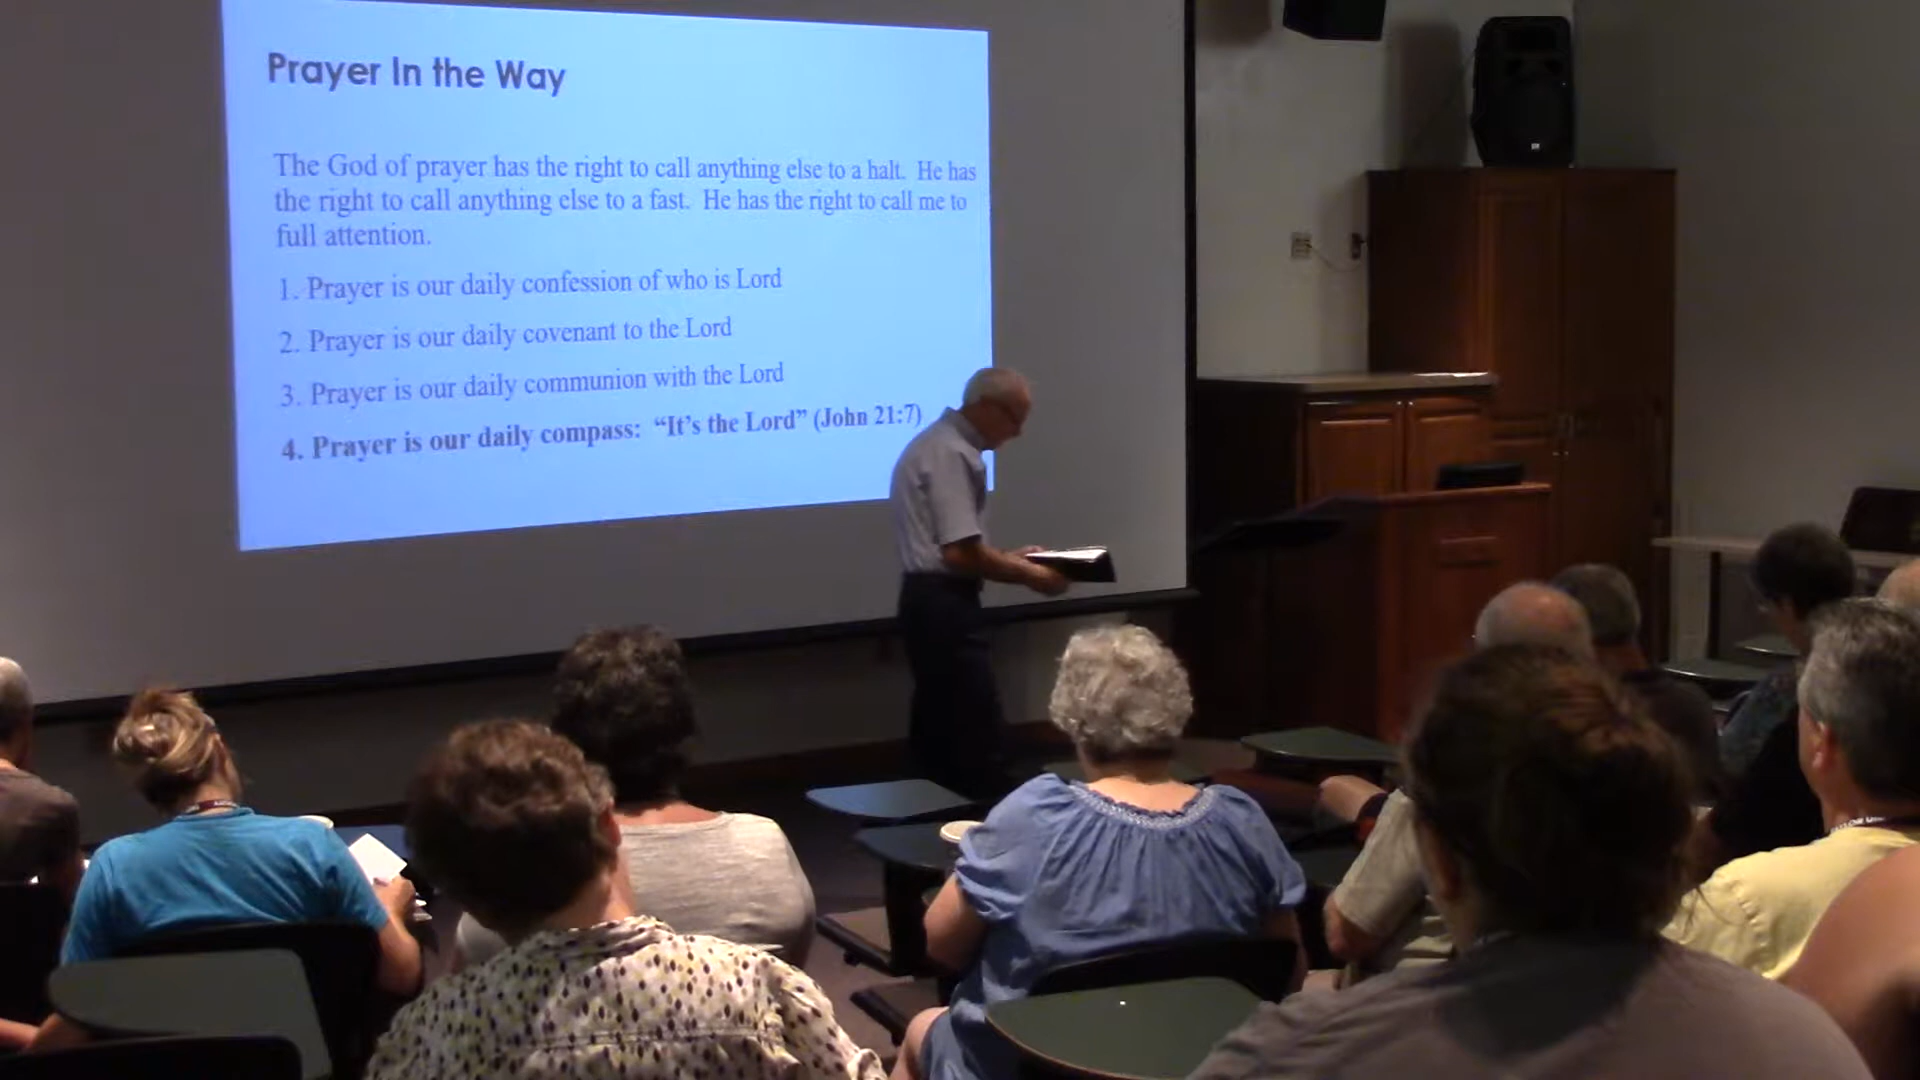 Prayer In the Way
The God of prayer has the right to call anything else to a halt. He has
the right to call anything else to a fast. He has the right to call me to
full attention.
1. Prayer is our daily confession of who is Lord
2. Prayer is our daily covenant to the Lord
3. Prayer is our daily communion with the Lord
4. Prayer is our daily compass: “It’s the Lord” (John 21:7)